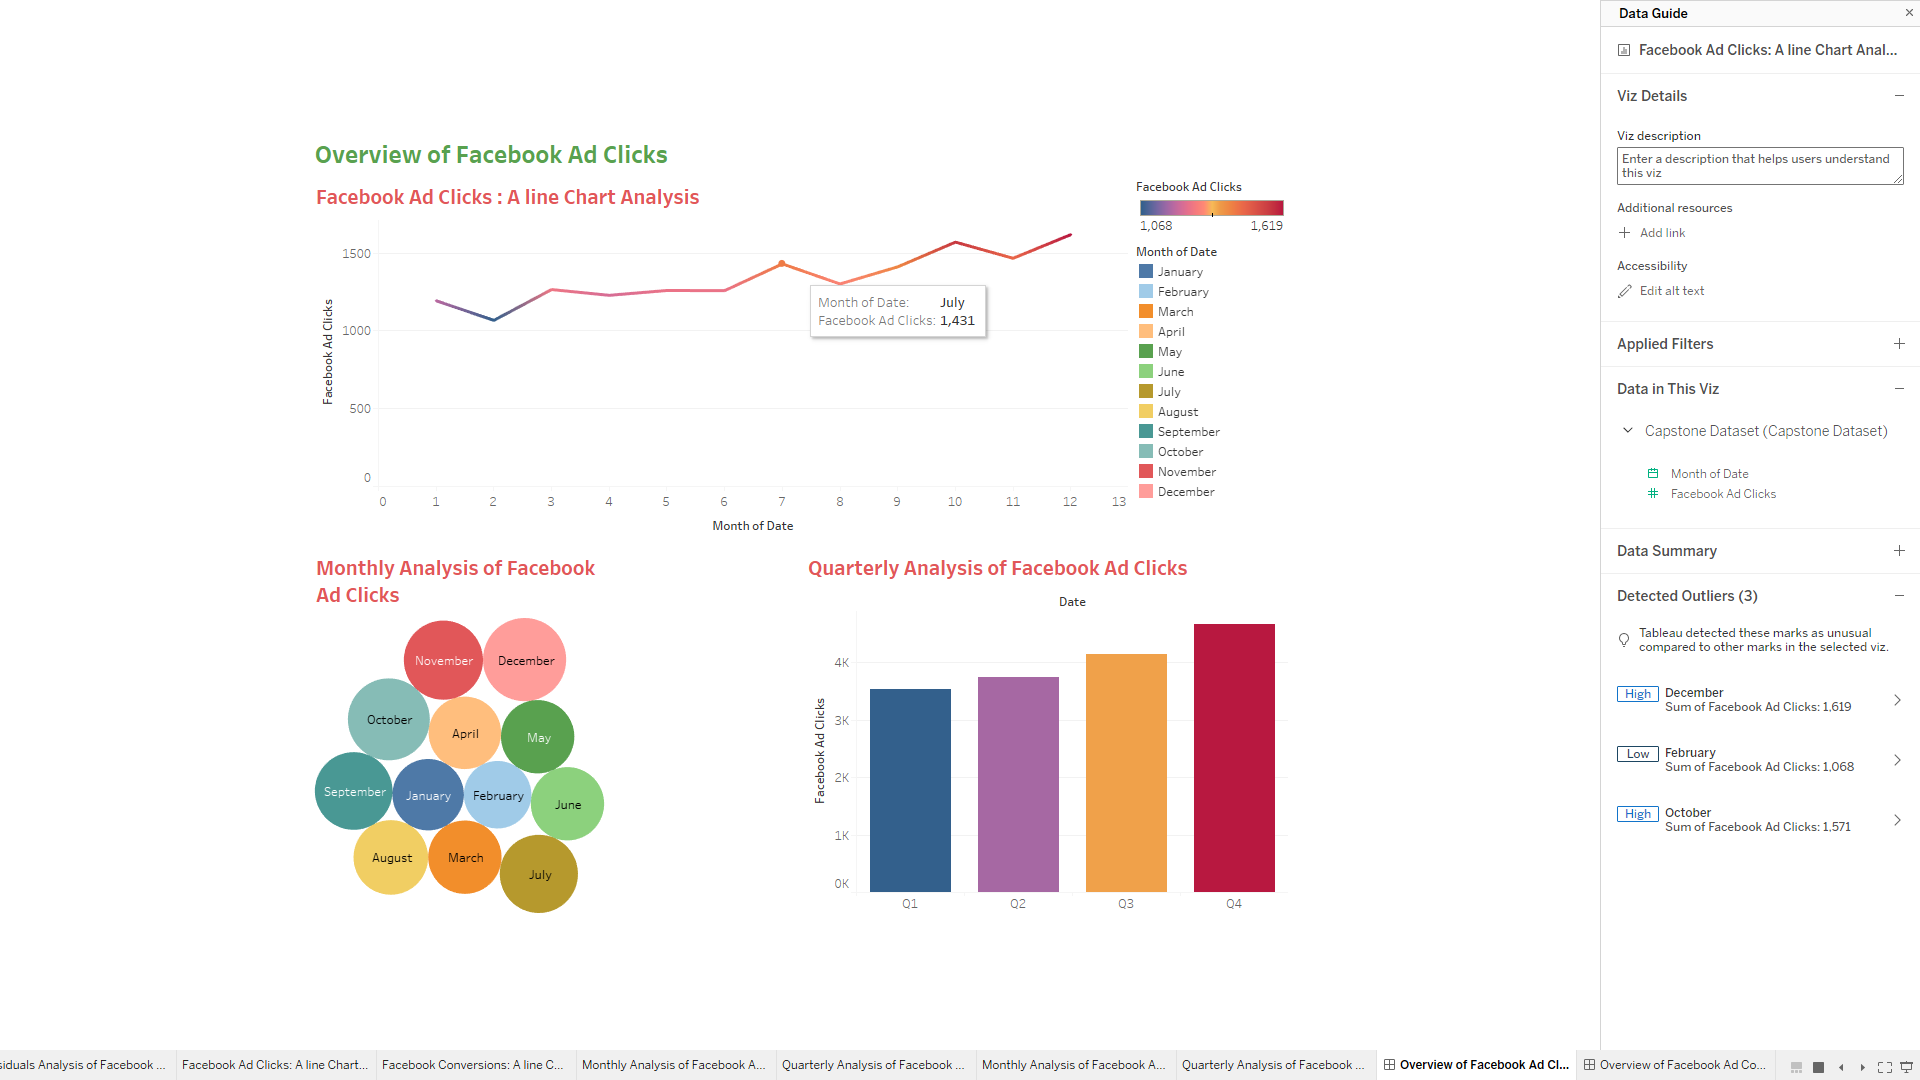 Overview of Facebook Ad Clicks
Facebook Ad Clicks : A line Chart Analysis
Facebook Ad Clicks
1500
1000
500
0
0 1 2 3 4 5 6 7 8 9 10 11 12 13
Month of Date
Month of Date: July
Facebook Ad Clicks: 1,431
Facebook Ad Clicks
1,068 1,619
Month of Date
January
February
March
April
May
June
July
August
September
October
November
December
Monthly Analysis of Facebook
Ad Clicks
November
December
October
April
May
September
January
February
June
August
March
July
Quarterly Analysis of Facebook Ad Clicks
Date
Facebook Ad Clicks
4K
3K
2K
1K
0K
Q1 Q2 Q3 Q4
Data Guide
Facebook Ad Clicks: A line Chart Anal...
Viz Details
Viz description
Enter a description that helps users understand
this viz
Additional resources
Add link
Accessibility
Edit alt text
Applied Filters
Data in This Viz
Capstone Dataset (Capstone Dataset)
Month of Date
Facebook Ad Clicks
Data Summary
Detected Outliers (3)
Tableau detected these marks as unusual
compared to other marks in the selected viz.
High December
Sum of Facebook Ad Clicks: 1,619
Low February
Sum of Facebook Ad Clicks: 1,068
High October
Sum of Facebook Ad Clicks: 1,571
siduals Analysis of Facebook ...
Facebook Ad Clicks: A line Chart...
Facebook Conversions: A line C...
Monthly Analysis of Facebook A...
Quarterly Analysis of Facebook ...
Monthly Analysis of Facebook A...
Quarterly Analysis of Facebook ...
Overview of Facebook Ad Cl...
Overview of Facebook Ad Co...